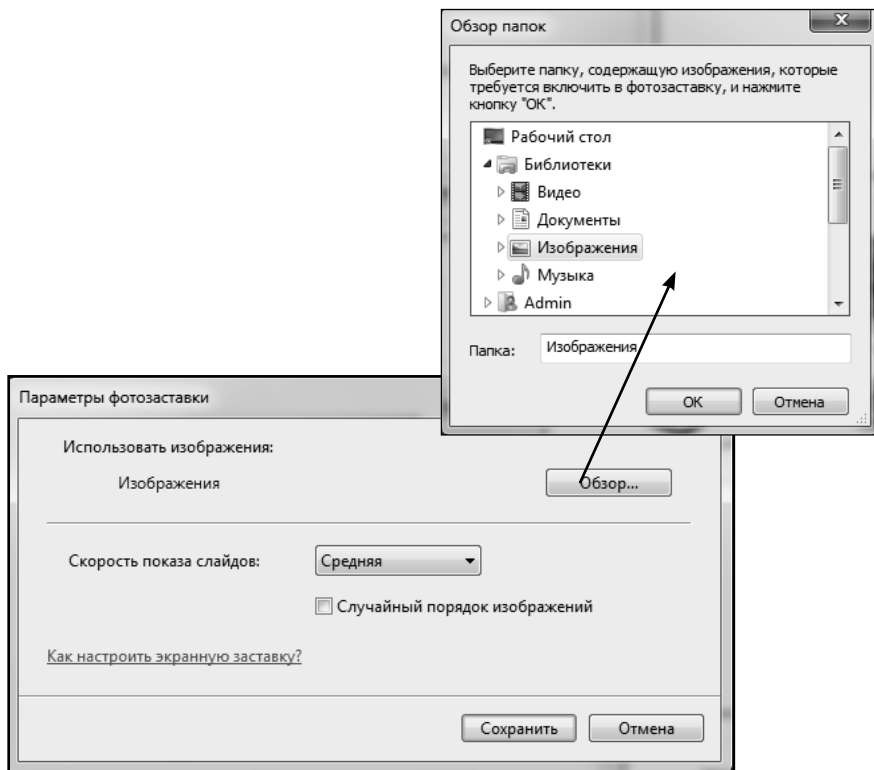 Обзор папок
Выберите папку, содержащую изображения, которые
требуется включить в фотозаставку, и нажмите
кнопку "ОК".
Рабочий стол
Библиотеки
Видео
Документы
Изображения
Музыка
Admin
Папка: Изображения
ОК Отмена
Параметры фотозаставки
Использовать изображения:
Изображения Обзор...
Скорость показа слайдов: Средняя
Случайный порядок изображений
Как настроить экранную заставку?
Сохранить Отмена